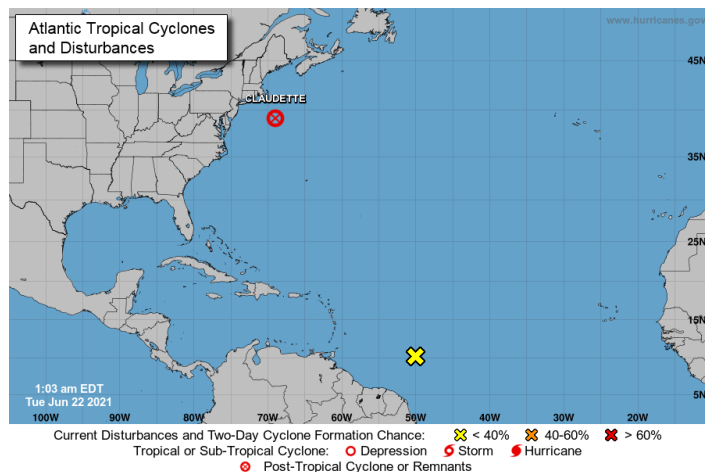 Atlantic Tropical Cyclones
and Disturbances
www.hurricanes.gov
45N
CLAUDETTE
35N
25N
15N
5N
1:03 am EDT
Tue Jun 22 2021
100W 90W 80W 70W 60W 50W 40W 30W 20W
Current Disturbances and Two-Day Cyclone Formation Chance: < 40% 40-60% > 60%
Tropical or Sub-Tropical Cyclone: Depression Storm Hurricane
Post-Tropical Cyclone or Remnants